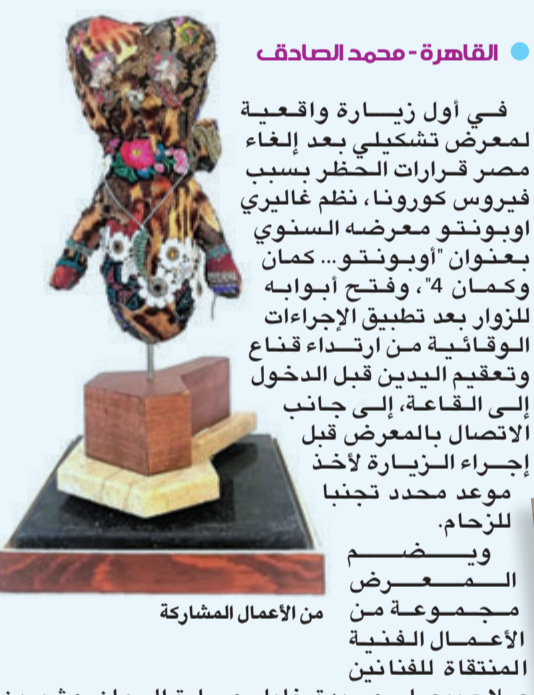 القاهرة - محمد الصادق
في أول زيارة واقعية
لمعرض تشكيلي بعد إلغاء
مصر قرارات الحظر بسبب
فيروس كورونا، نظم غاليري
اوبونتو معرضه السنوي
بعنوان "أوبونتو... كمان
وكمان 4"، وفتح أبوابه
للزوار بعد تطبيق الإجراءات
الوقائية من ارتداء قناع
وتعقيم اليدين قبل الدخول
إلى القاعة، إلى جانب
الاتصال بالمعرض قبل
إجراء الزيارة لأخذ
موعد محدد تجنبا
للزحام.
ويضم
المعرض
مجموعة من
الأعمال الفنية
المنتقاة للفنانين
من الأعمال المشاركة